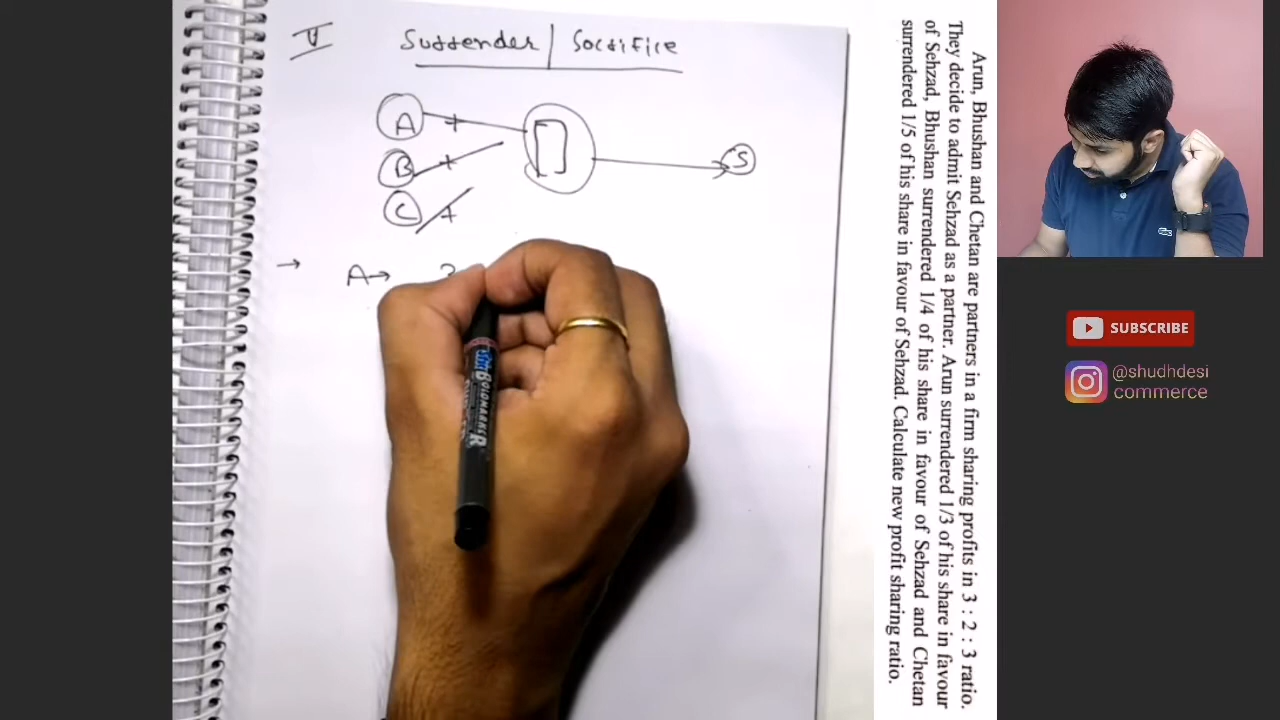 V Surrender | Sacrifice
A
B
C
S
→ A→ 3
Arun, Bhushan and Chetan are partners in a firm sharing profits in 3 : 2 : 3 ratio.
They decide to admit Sehzad as a partner. Arun surrendered 1/3 of his share in favour
of Sehzad, Bhushan surrendered 1/4 of his share in favour of Sehzad and Chetan
surrendered 1/5 of his share in favour of Sehzad. Calculate new profit sharing ratio.
SUBSCRIBE
@shudhdesi
commerce